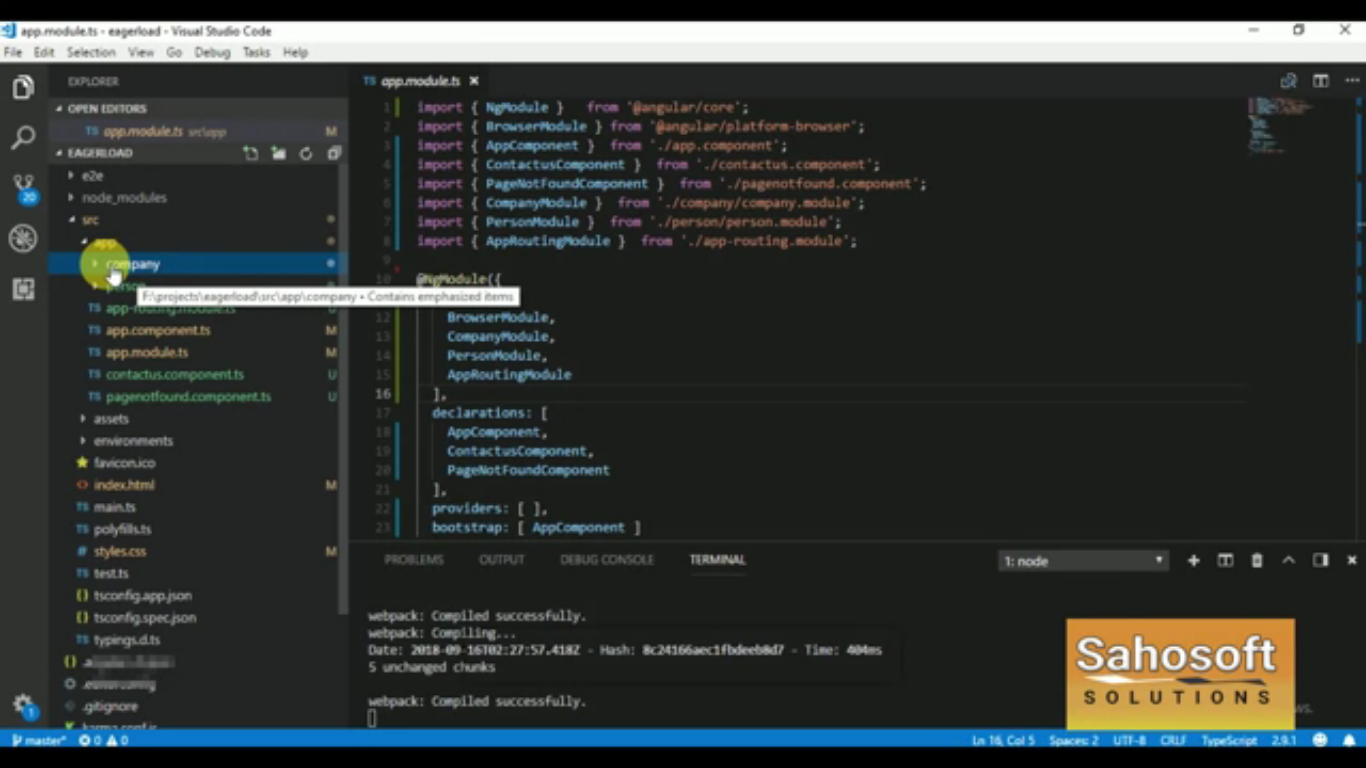 app.module.ts - eagerload - Visual Studio Code
File Edit Selection View Go Debug Tasks Help
EXPLORER
OPEN EDITORS
TS app.module.ts src\app M
EAGERLOAD
e2e
node_modules
src
app
company
F:\projects\eagerload\src\app\company • Contains emphasized items
TS app-routing.module.ts U
TS app.component.ts M
TS app.module.ts M
TS contactus.component.ts U
TS pagenotfound.component.ts U
assets
environments
favicon.ico
index.html M
TS main.ts
TS polyfills.ts
# styles.css M
TS test.ts
{} tsconfig.app.json
{} tsconfig.spec.json
TS typings.d.ts
.gitignore
20
1
TS app.module.ts
1 import { NgModule } from '@angular/core';
2 import { BrowserModule } from '@angular/platform-browser';
3 import { AppComponent } from './app.component';
4 import { ContactusComponent } from './contactus.component';
5 import { PageNotFoundComponent } from './pagenotfound.component';
6 import { CompanyModule } from './company/company.module';
7 import { PersonModule } from './person/person.module';
8 import { AppRoutingModule } from './app-routing.module';
9
10 @NgModule({
12 BrowserModule,
13 CompanyModule,
14 PersonModule,
15 AppRoutingModule
16 ],
17 declarations: [
18 AppComponent,
19 ContactusComponent,
20 PageNotFoundComponent
21 ],
22 providers: [ ],
23 bootstrap: [ AppComponent ]
PROBLEMS OUTPUT DEBUG CONSOLE TERMINAL 1: node
webpack: Compiled successfully.
webpack: Compiling...
Date: 2018-09-16T02:27:57.418Z - Hash: 8c24166aec1fbdeeb8d7 - Time: 404ms
5 unchanged chunks
webpack: Compiled successfully.
Sahosoft
SOLUTIONS
master* 0 0 Ln 16, Col 5 Spaces: 2 UTF-8 CRLF TypeScript 2.9.1